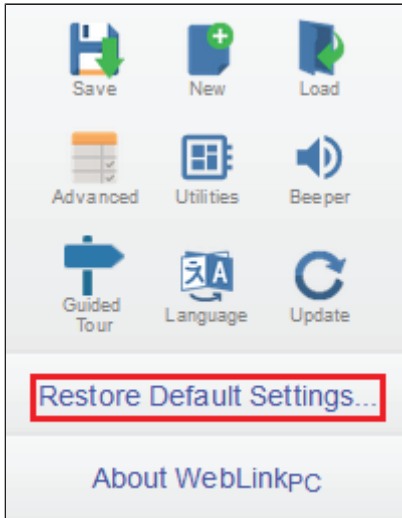 Save New Load
Advanced Utilities Beeper
Guided
Tour Language Update
Restore Default Settings...
About WebLinkPC